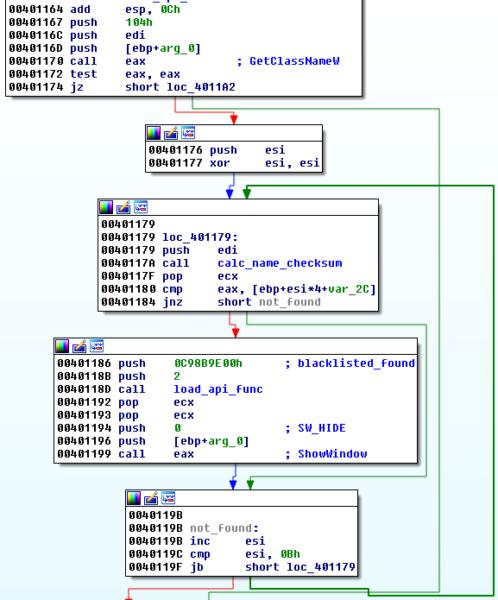 00401164 add esp, 0Ch
00401167 push 104h
0040116C push edi
0040116D push [ebp+arg_0]
00401170 call eax ; GetClassNameW
00401172 test eax, eax
00401174 jz short loc_4011A2
00401176 push esi
00401177 xor esi, esi
00401179
00401179 loc_401179:
00401179 push edi
0040117A call calc_name_checksum
0040117F pop ecx
00401180 cmp eax, [ebp+esi*4+var_2C]
00401184 jnz short not_found
00401186 push 0C98B9E00h ; blacklisted_found
0040118B push 2
0040118D call load_api_func
00401192 pop ecx
00401193 pop ecx
00401194 push 0 ; SW_HIDE
00401196 push [ebp+arg_0]
00401199 call eax ; ShowWindow
0040119B
0040119B not_found:
0040119B inc esi
0040119C cmp esi, 0Bh
0040119F jb short loc_401179